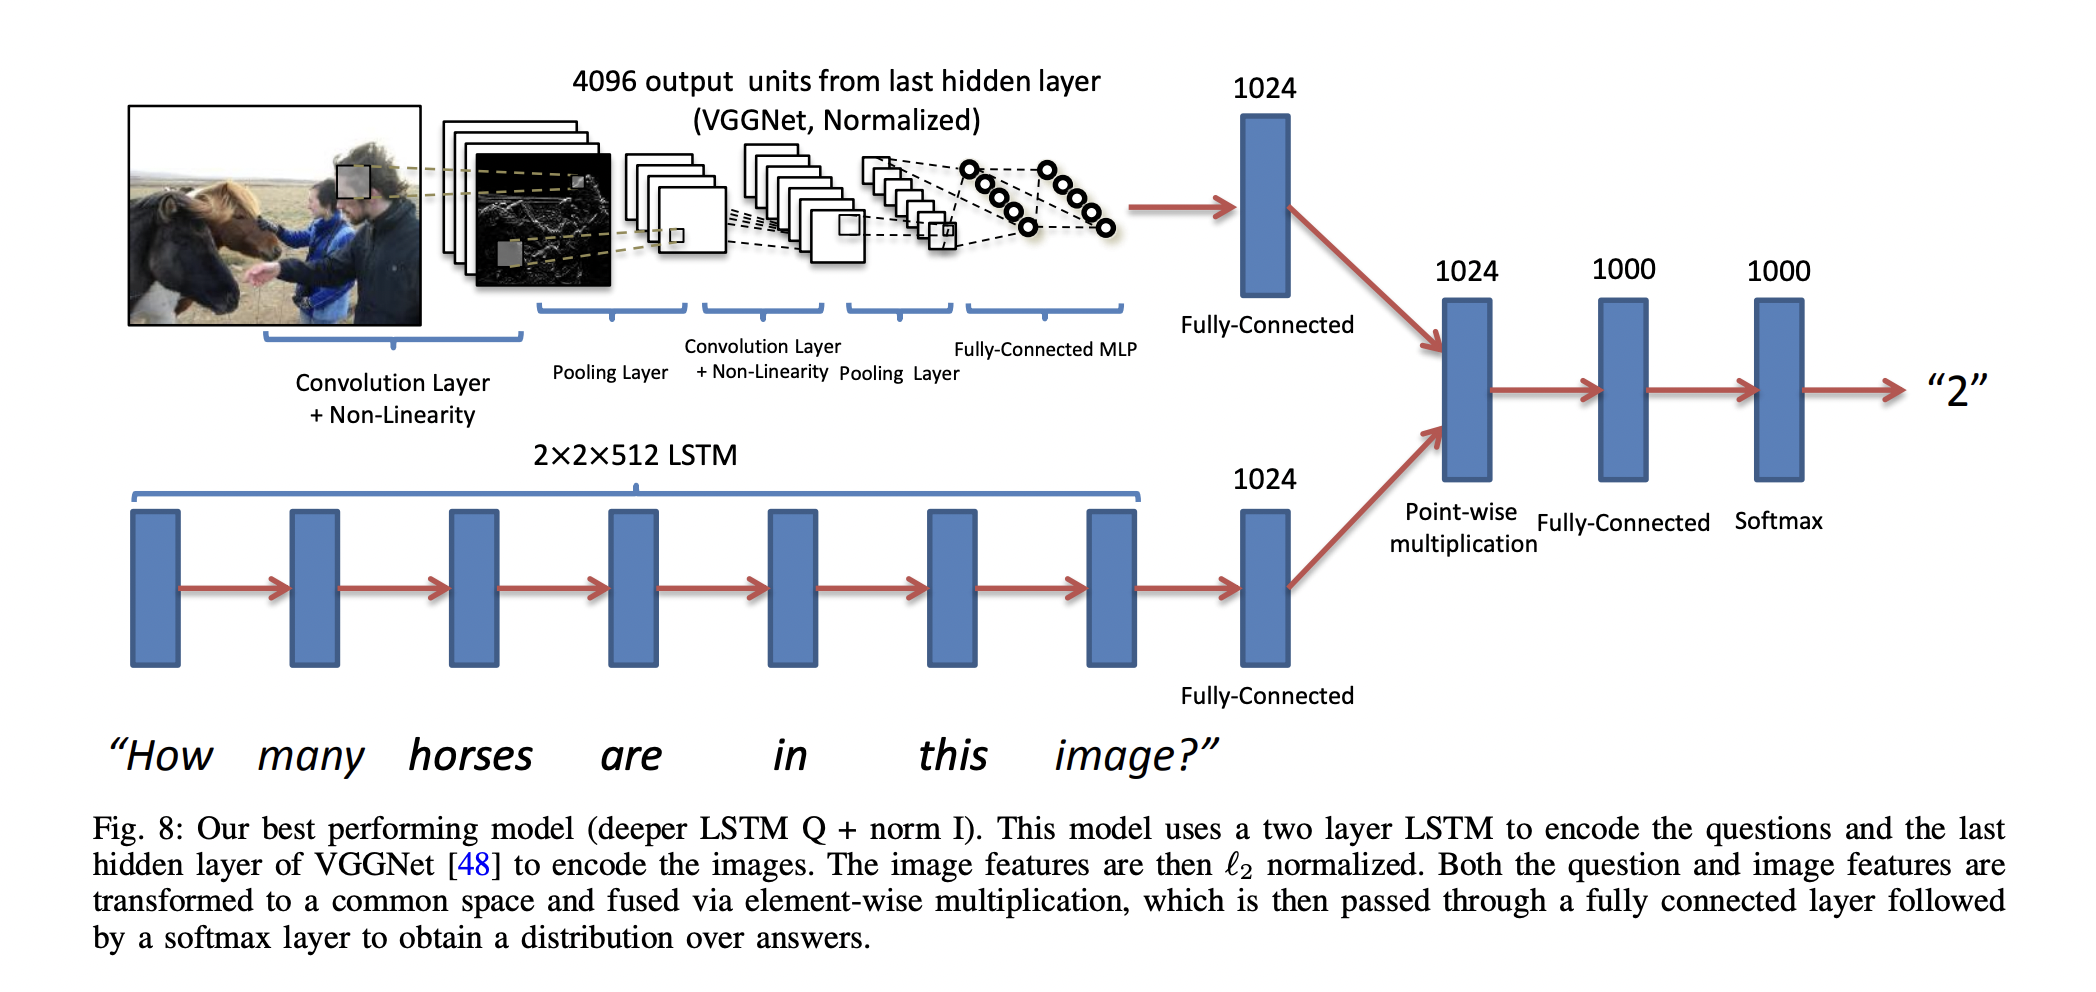 4096 output units from last hidden layer
(VGGNet, Normalized)
1024
Fully-Connected
Convolution Layer
+ Non-Linearity
Pooling Layer
Convolution Layer
+ Non-Linearity
Pooling Layer
Fully-Connected MLP
2×2×512 LSTM
1024
Fully-Connected
1024
Point-wise
multiplication
1000
Fully-Connected
1000
Softmax
“2”
“How many horses are in this image?”
Fig. 8: Our best performing model (deeper LSTM Q + norm I). This model uses a two layer LSTM to encode the questions and the last
hidden layer of VGGNet [48] to encode the images. The image features are then ℓ₂ normalized. Both the question and image features are
transformed to a common space and fused via element-wise multiplication, which is then passed through a fully connected layer followed
by a softmax layer to obtain a distribution over answers.